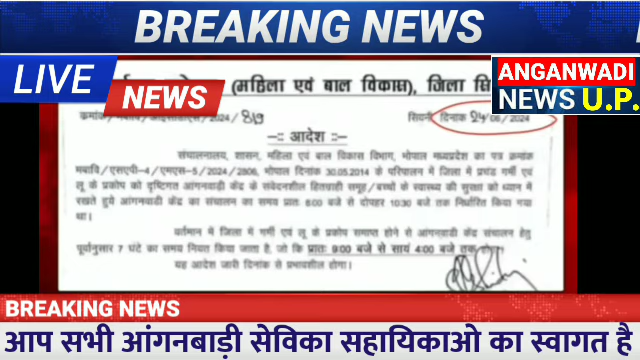 BREAKING NEWS
LIVE
NEWS
(महिला एवं बाल विकास), जिला सि
ANGANWADI
NEWS U.P.
2024/819
सिवनी दिनांक 24/06/2024
-:: आदेश ::-
संचालनालय, शासन, महिला एवं बाल विकास विभाग, भोपाल मध्यप्रदेश का पत्र क्रमांक
मबावि/एसएपी-4/एमएस-5/2024/2806, भोपाल दिनांक 30.05.2014 के परिपालन में जिला में प्रचंड गर्मी एवं
लू के प्रकोप को दृष्टिगत आंगनवाड़ी केंद्र के संवेदनशील हितग्राही समूह/बच्चो के स्वास्थ्य की सुरक्षा को ध्यान में
रखते हुये आंगनवाड़ी केंद्र का संचालन का समय प्रातः 8:00 बजे से दोपहर 10:30 बजे तक निर्धारित किया गया
था।
वर्तमान में जिला में गर्मी एवं लू के प्रकोप समाप्त होने से आंगनवाड़ी केंद्र संचालन हेतु
पूर्वानुसार 7 घंटे का समय नियत किया जाता है, जो कि प्रातः 9:00 बजे से सायं 4:00 बजे तक
यह आदेश जारी दिनांक से प्रभावशील होगा।
BREAKING NEWS
आप सभी आंगनबाड़ी सेविका सहायिकाओ का स्वागत है